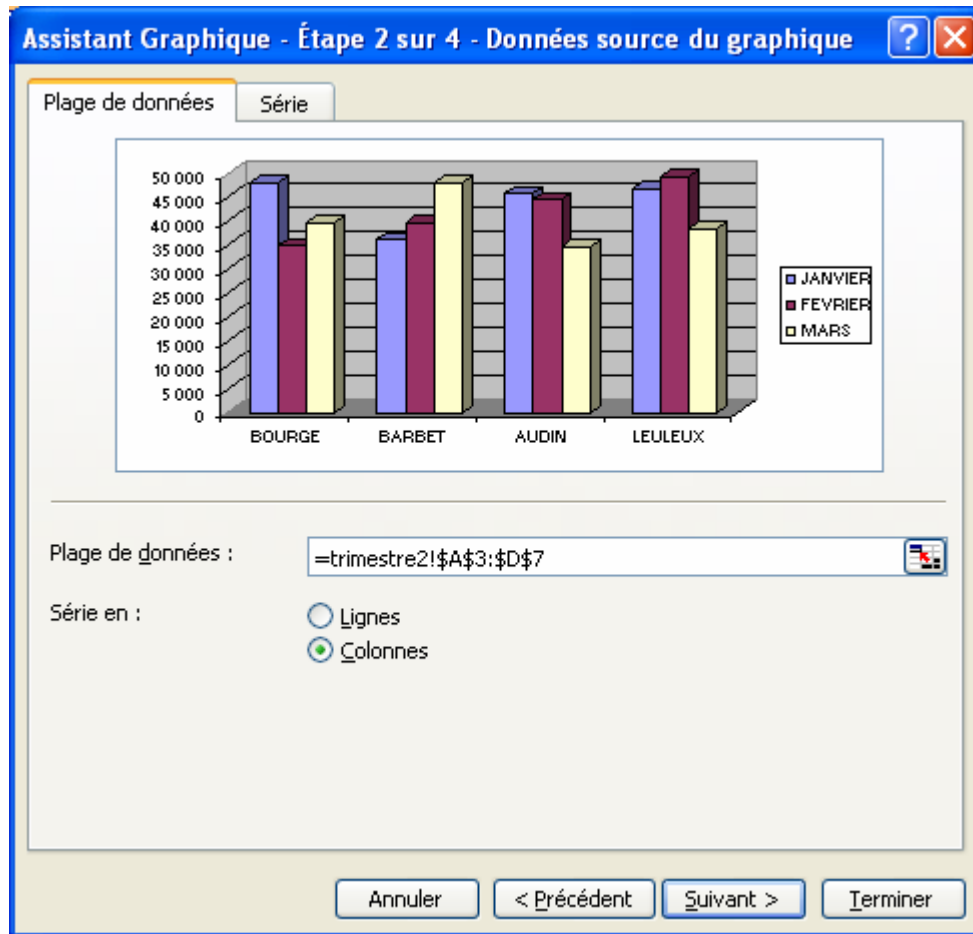 Assistant Graphique - Étape 2 sur 4 - Données source du graphique
Plage de données Série
50 000
45 000
40 000
35 000
30 000
25 000
20 000
15 000
10 000
5 000
0
BOURGE BARBET AUDIN LEULEUX
JANVIER
FEVRIER
MARS
Plage de données :
=trimestre2!$A$3:$D$7
Série en :
Lignes
Colonnes
Annuler < Précédent Suivant > Terminer